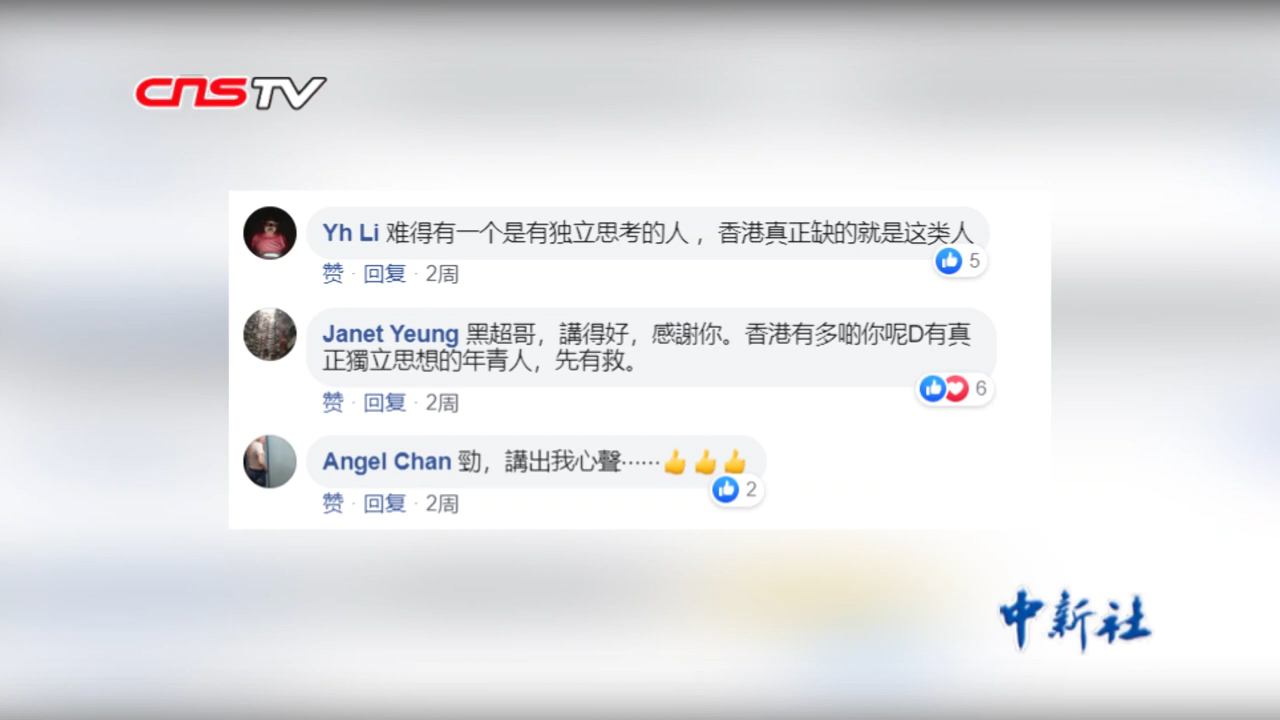 CNSTV
Yh Li 难得有一个是有独立思考的人 ，香港真正缺的就是这类人
5
赞 · 回复 · 2周
Janet Yeung 黑超哥，講得好，感謝你。香港有多啲你呢D有真
正獨立思想的年青人，先有救。
6
赞 · 回复 · 2周
Angel Chan 勁，講出我心聲⋯⋯👍👍👍
2
赞 · 回复 · 2周
中新社